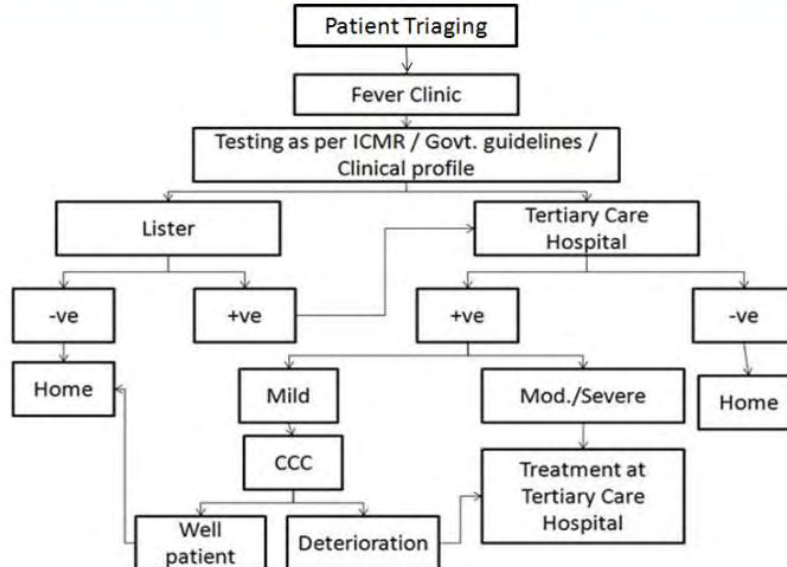 Patient Triaging
Fever Clinic
Testing as per ICMR / Govt. guidelines /
Clinical profile
Lister
Tertiary Care
Hospital
-ve
+ve
+ve
-ve
Home
Mild
Mod./Severe
Home
CCC
Treatment at
Tertiary Care
Hospital
Well
patient
Deterioration